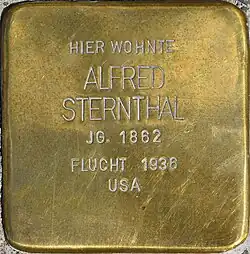 HIER WOHNTE
ALFRED
STERNTHAL
JG. 1862
FLUCHT 1938
USA